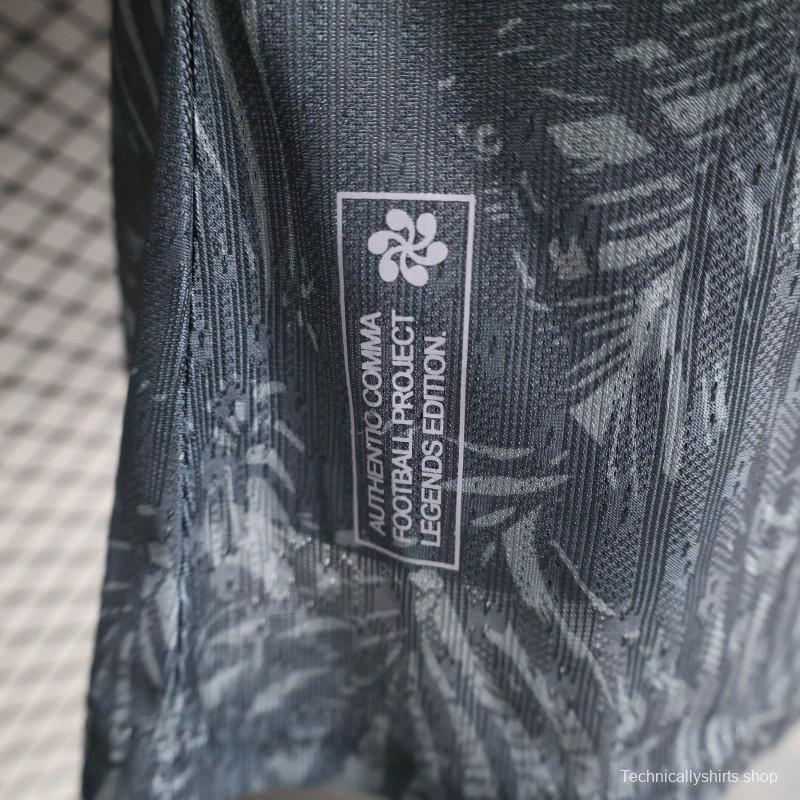 AUTHENTIC COMMA
FOOTBALL PROJECT
LEGENDS EDITION.
Technicallyshirts.shop